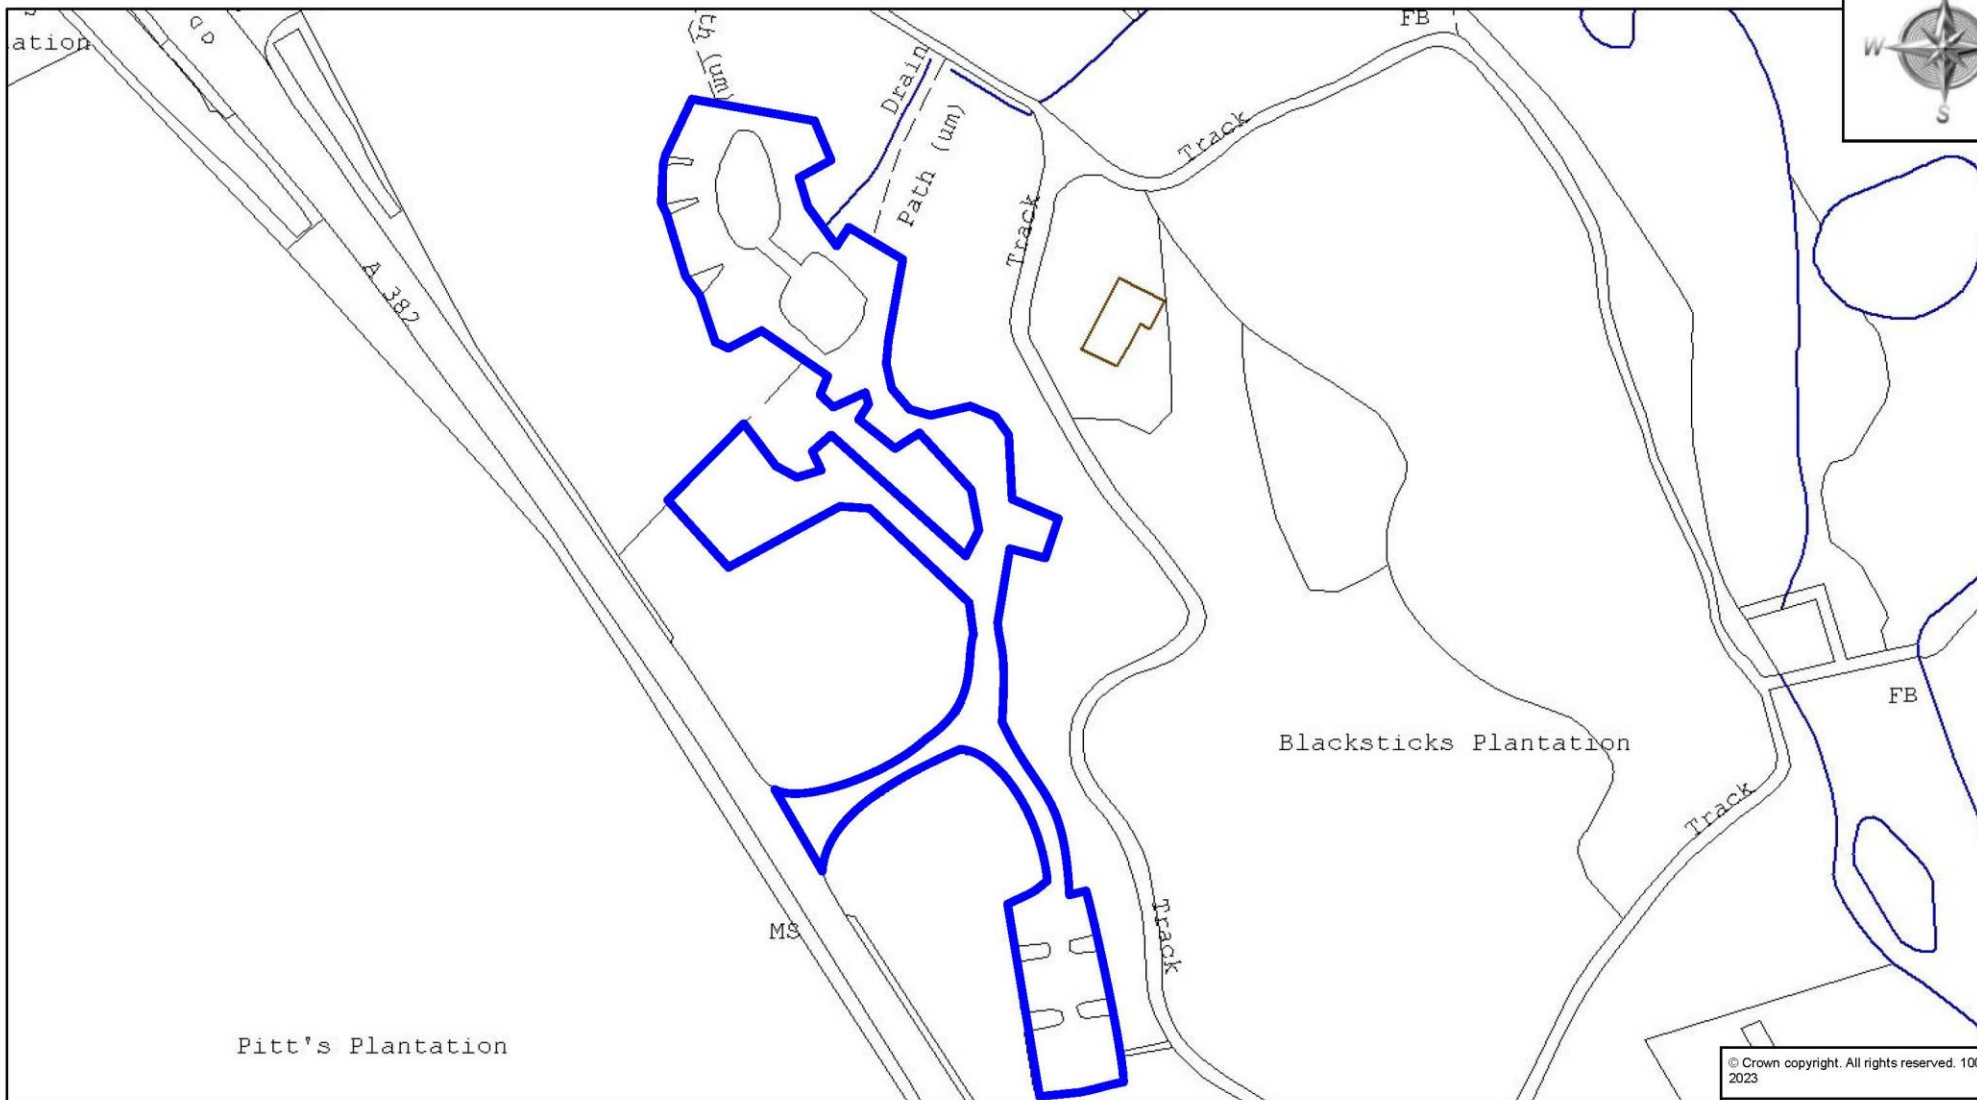 ation
FB
W
S
Drain
Path (um)
Track
Track
A 382
Blacksticks Plantation
FB
Track
MS
Track
Pitt's Plantation
© Crown copyright. All rights reserved.
2023